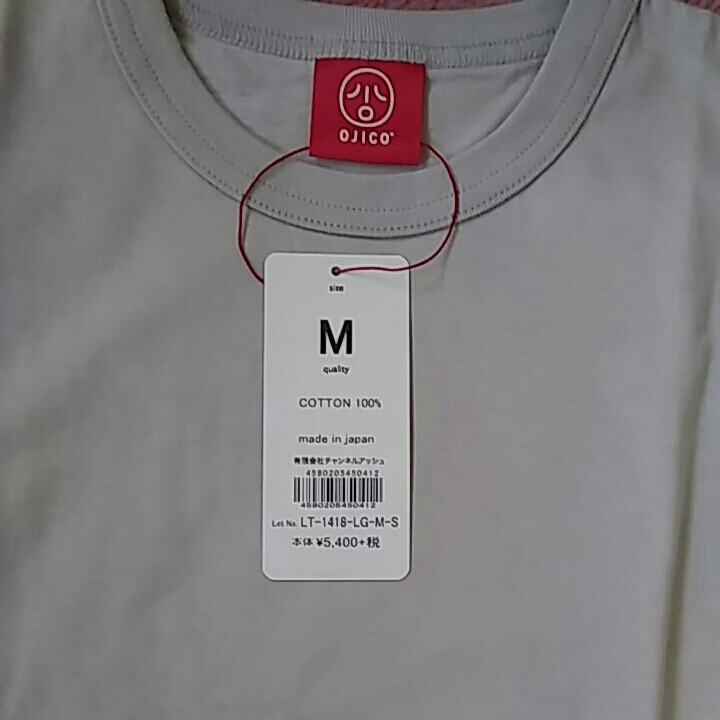 OJICO®
size
M
quality
COTTON 100%
made in japan
有限会社チャンネルアッシュ
4580205450412
4580205450412
Lot No. LT-1418-LG-M-S
本体 ¥5,400+税